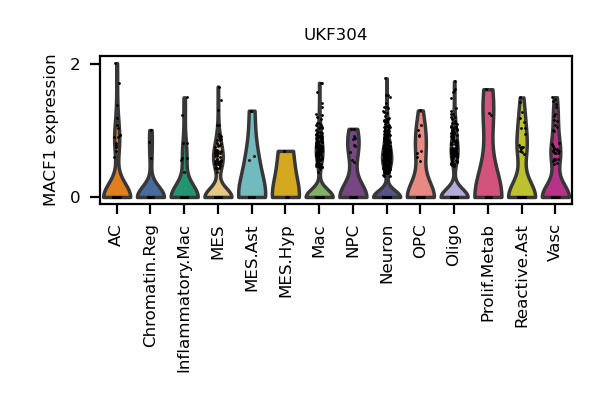 UKF304
MACF1 expression
2
0
AC
Chromatin.Reg
Inflammatory.Mac
MES
MES.Ast
MES.Hyp
Mac
NPC
Neuron
OPC
Oligo
Prolif.Metab
Reactive.Ast
Vasc